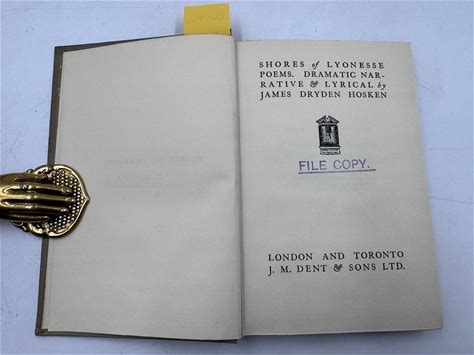 SHORES of LYONESSE
POEMS. DRAMATIC NAR-
RATIVE & LYRICAL by
JAMES DRYDEN HOSKEN
FILE COPY.
LONDON AND TORONTO
J. M. DENT & SONS LTD.